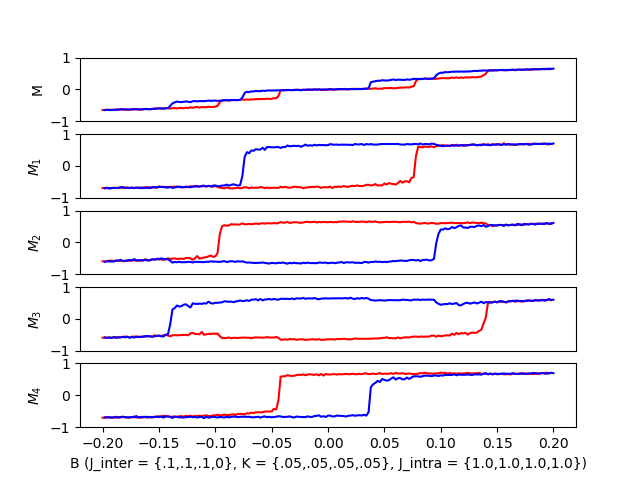 1
0
−1
M
1
0
−1
M1
1
0
−1
M2
1
0
−1
M3
1
0
−1
M4
−0.20 −0.15 −0.10 −0.05 0.00 0.05 0.10 0.15 0.20
B (J_inter = {.1,.1,.1,0}, K = {.05,.05,.05,.05}, J_intra = {1.0,1.0,1.0,1.0})